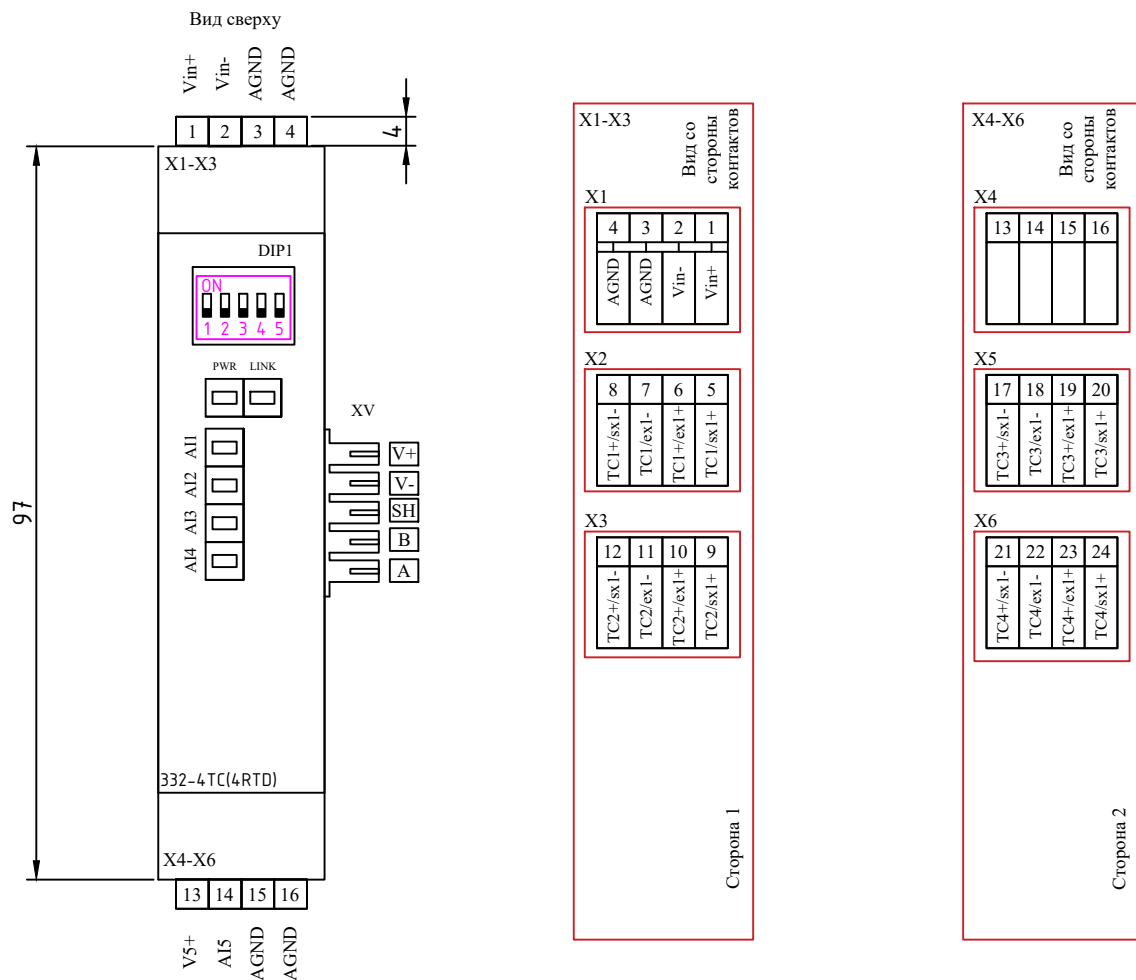 Вид сверху
Vin+
Vin-
AGND
AGND
1 2 3 4
4
X1-X3
DIP1
ON
1 2 3 4 5
PWR LINK
XV
AI1
AI2
AI3
AI4
V+
V-
SH
B
A
97
332-4TC(4RTD)
X4-X6
13 14 15 16
V5+
AI5
AGND
AGND
X1-X3
Вид со
стороны
контактов
X1
4 3 2 1
AGND
AGND
Vin-
Vin+
X2
8 7 6 5
TC1+/sx1-
TC1/ex1-
TC1+/ex1+
TC1/sx1+
X3
12 11 10 9
TC2+/sx1-
TC2/ex1-
TC2+/ex1+
TC2/sx1+
Сторона 1
X4-X6
Вид со
стороны
контактов
X4
13 14 15 16
X5
17 18 19 20
TC3+/sx1-
TC3/ex1-
TC3+/ex1+
TC3/sx1+
X6
21 22 23 24
TC4+/sx1-
TC4/ex1-
TC4+/ex1+
TC4/sx1+
Сторона 2